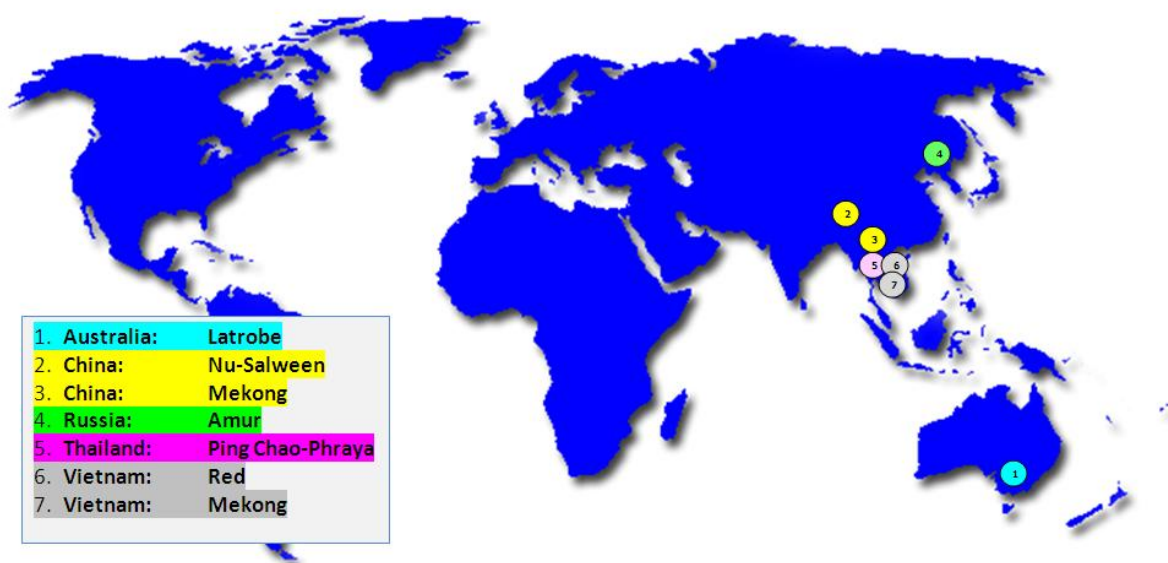 4
2
3
5 6
7
1
1. Australia: Latrobe
2. China: Nu-Salween
3. China: Mekong
4. Russia: Amur
5. Thailand: Ping Chao-Phraya
6. Vietnam: Red
7. Vietnam: Mekong